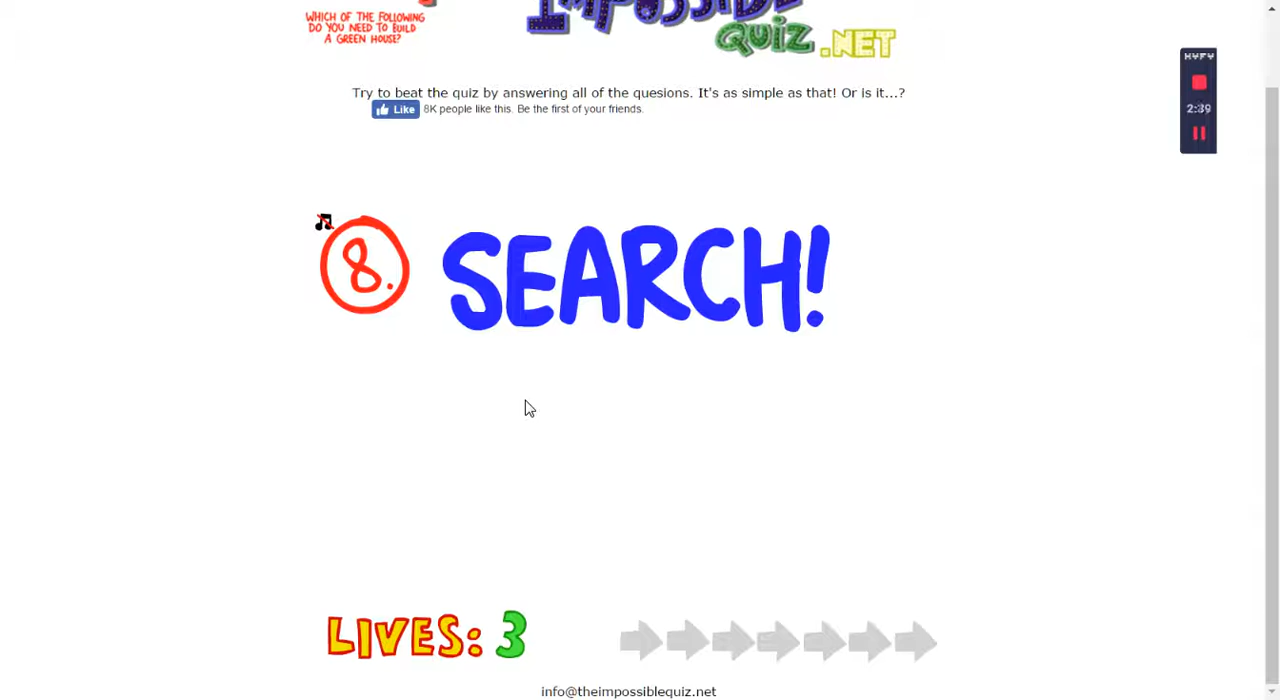 WHICH OF THE FOLLOWING
DO YOU NEED TO BUILD
A GREEN HOUSE?
IMPOSSIBLE
QUIZ.NET
Try to beat the quiz by answering all of the quesions. It's as simple as that! Or is it...?
Like 8K people like this. Be the first of your friends.
HYFY
2:39
8. SEARCH!
LIVES: 3
info@theimpossiblequiz.net